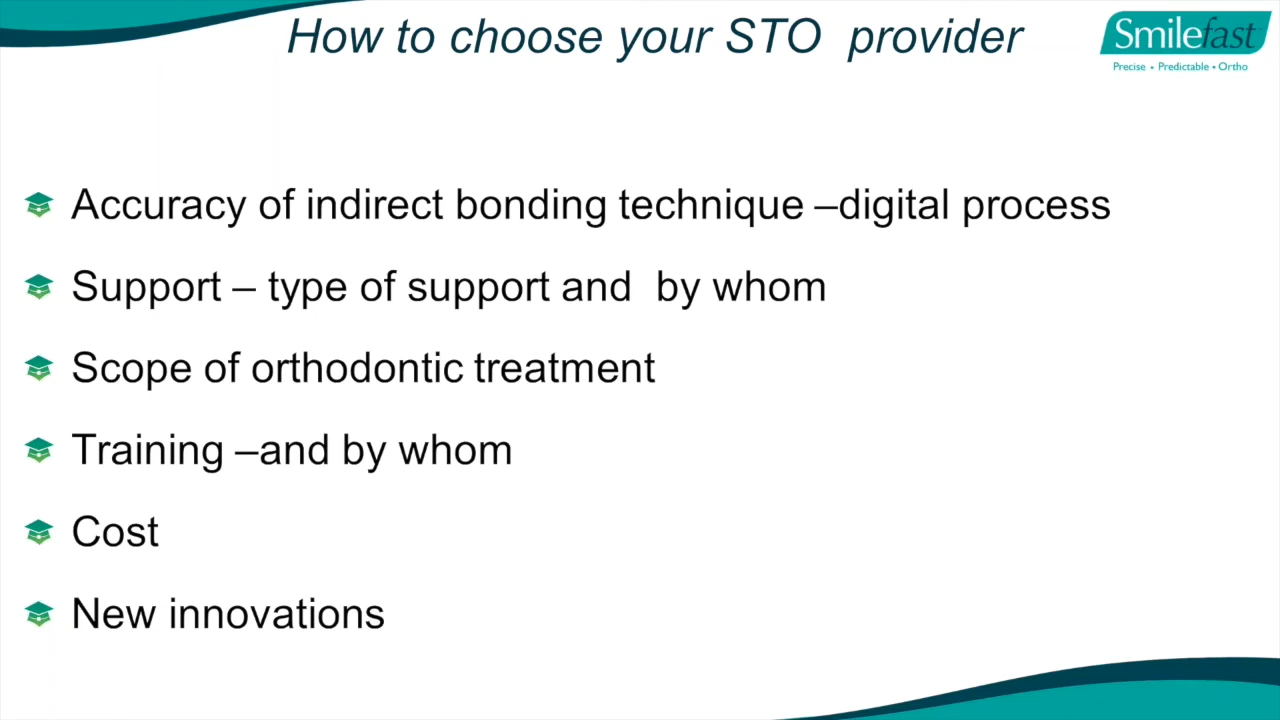 How to choose your STO  provider
Smilefast
Precise • Predictable • Ortho
Accuracy of indirect bonding technique –digital process
Support – type of support and  by whom
Scope of orthodontic treatment
Training –and by whom
Cost
New innovations